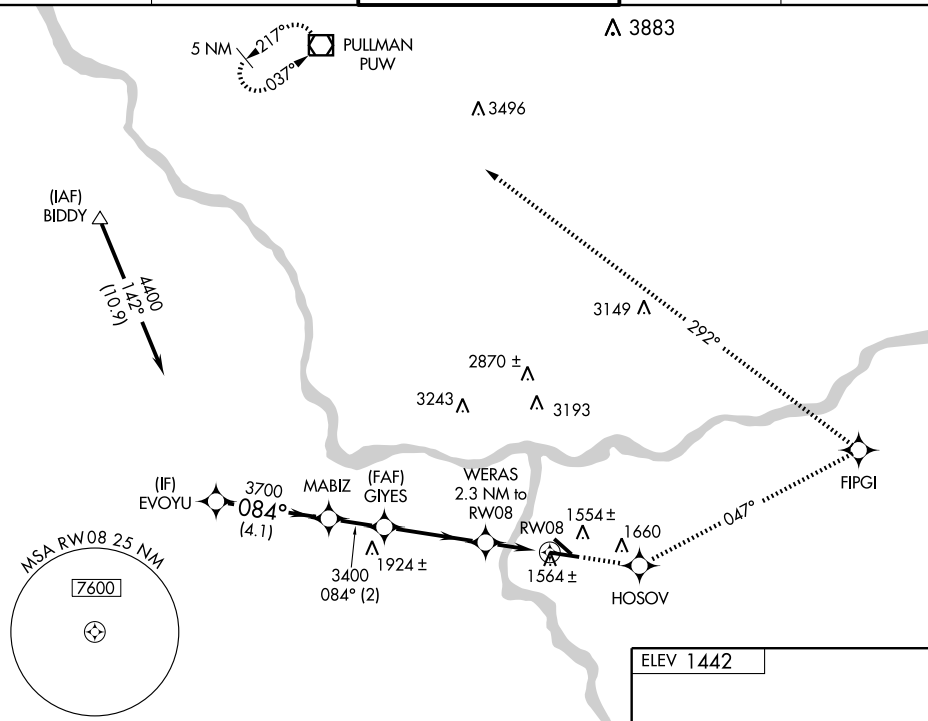 3883
5 NM
217°
037°
PULLMAN
PUW
3496
(IAF)
BIDDY
4400
142°
(10.9)
3149
292°
2870 ±
3243
3193
FIPGI
047°
(IF)
EVOYU
3700
084°
(4.1)
MABIZ
(FAF)
GIYES
WERAS
2.3 NM to
RW08
RW08
1554 ±
1660
1924 ±
3400
084° (2)
1564 ±
HOSOV
MSA RW08 25 NM
7600
ELEV 1442